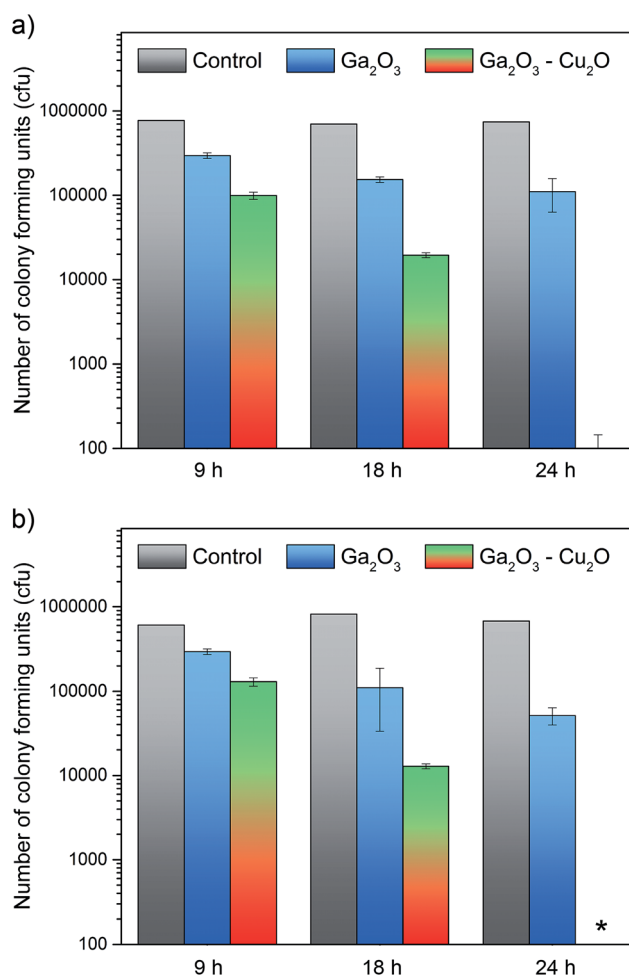 a)
Control Ga₂O₃ Ga₂O₃ - Cu₂O
Number of colony forming units (cfu)
1000000
100000
10000
1000
100
9 h 18 h 24 h
b)
Control Ga₂O₃ Ga₂O₃ - Cu₂O
Number of colony forming units (cfu)
1000000
100000
10000
1000
100
*
9 h 18 h 24 h